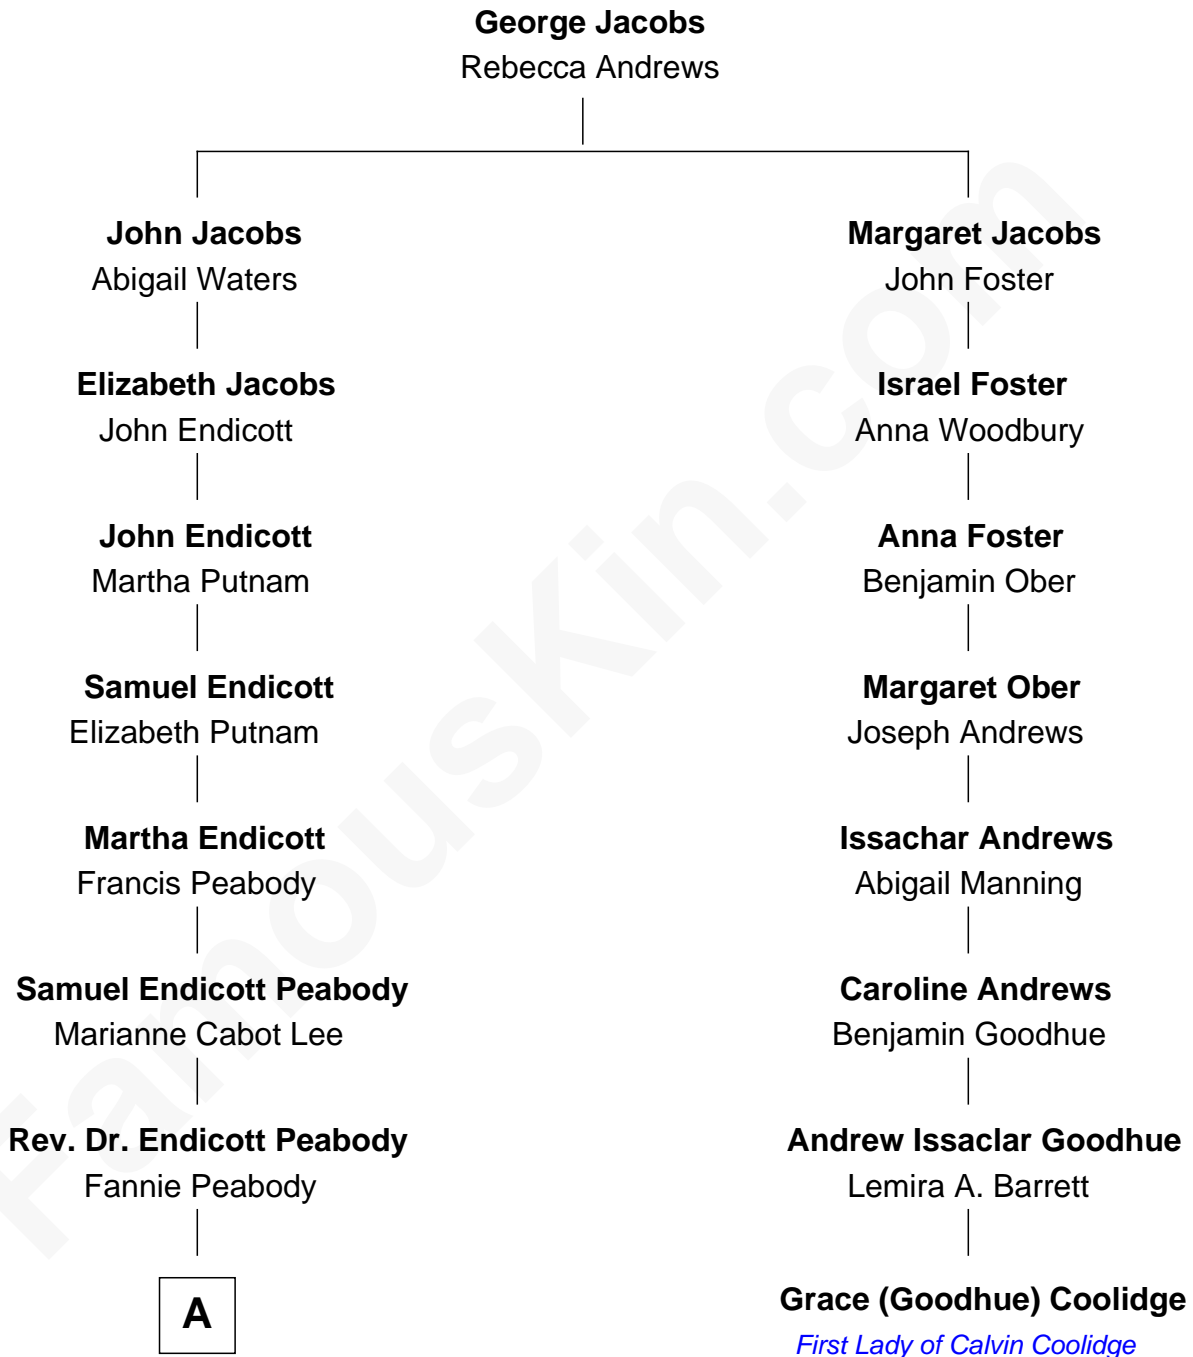 George Jacobs
Rebecca Andrews
John Jacobs
Abigail Waters
Margaret Jacobs
John Foster
Elizabeth Jacobs
John Endicott
Israel Foster
Anna Woodbury
John Endicott
Martha Putnam
Anna Foster
Benjamin Ober
Samuel Endicott
Elizabeth Putnam
Margaret Ober
Joseph Andrews
Martha Endicott
Francis Peabody
Issachar Andrews
Abigail Manning
Samuel Endicott Peabody
Marianne Cabot Lee
Caroline Andrews
Benjamin Goodhue
Rev. Dr. Endicott Peabody
Fannie Peabody
Andrew Issaclar Goodhue
Lemira A. Barrett
A
Grace (Goodhue) Coolidge
First Lady of Calvin Coolidge
FamousKin.com